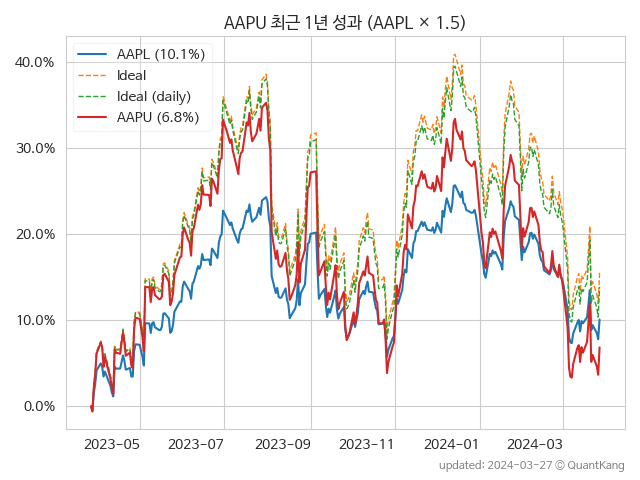 AAPU 최근 1년 성과 (AAPL × 1.5)
AAPL (10.1%)
Ideal
Ideal (daily)
AAPU (6.8%)
40.0%
30.0%
20.0%
10.0%
0.0%
2023-05
2023-07
2023-09
2023-11
2024-01
2024-03
updated: 2024-03-27 © QuantKang